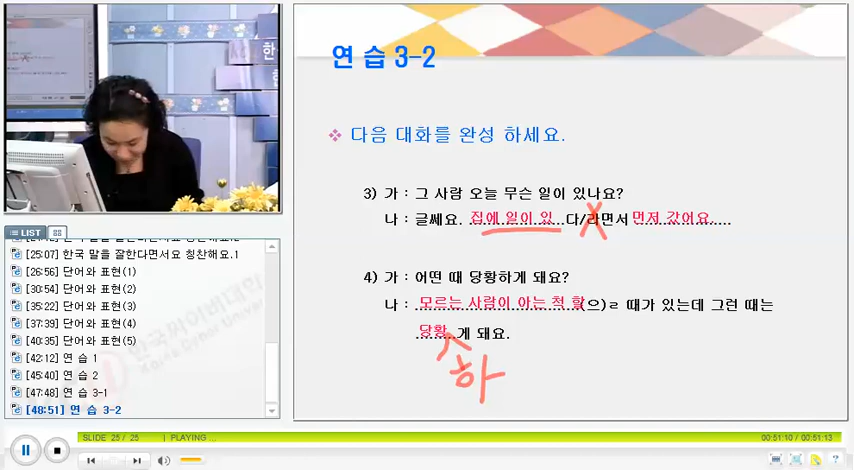 한
연 습 3-2
다음 대화를 완성 하세요.
3) 가 : 그 사람 오늘 무슨 일이 있나요?
나 : 글쎄요. 집에 일이 있 다/라면서 먼저 갔어요.
4) 가 : 어떤 때 당황하게 돼요?
나 : 모르는 사람이 아는 척 할(으)ㄹ 때가 있는데 그런 때는
당황 게 돼요.
하
LIST
[25:07] 한국 말을 잘한다면서요 칭찬해요.1
[26:56] 단어와 표현(1)
[30:54] 단어와 표현(2)
[35:22] 단어와 표현(3)
[37:39] 단어와 표현(4)
[40:35] 단어와 표현(5)
[42:12] 연 습 1
[45:40] 연 습 2
[47:48] 연 습 3-1
[48:51] 연 습 3-2
SLIDE 25 / 25 | PLAYING ...
00:51:10 / 00:51:13